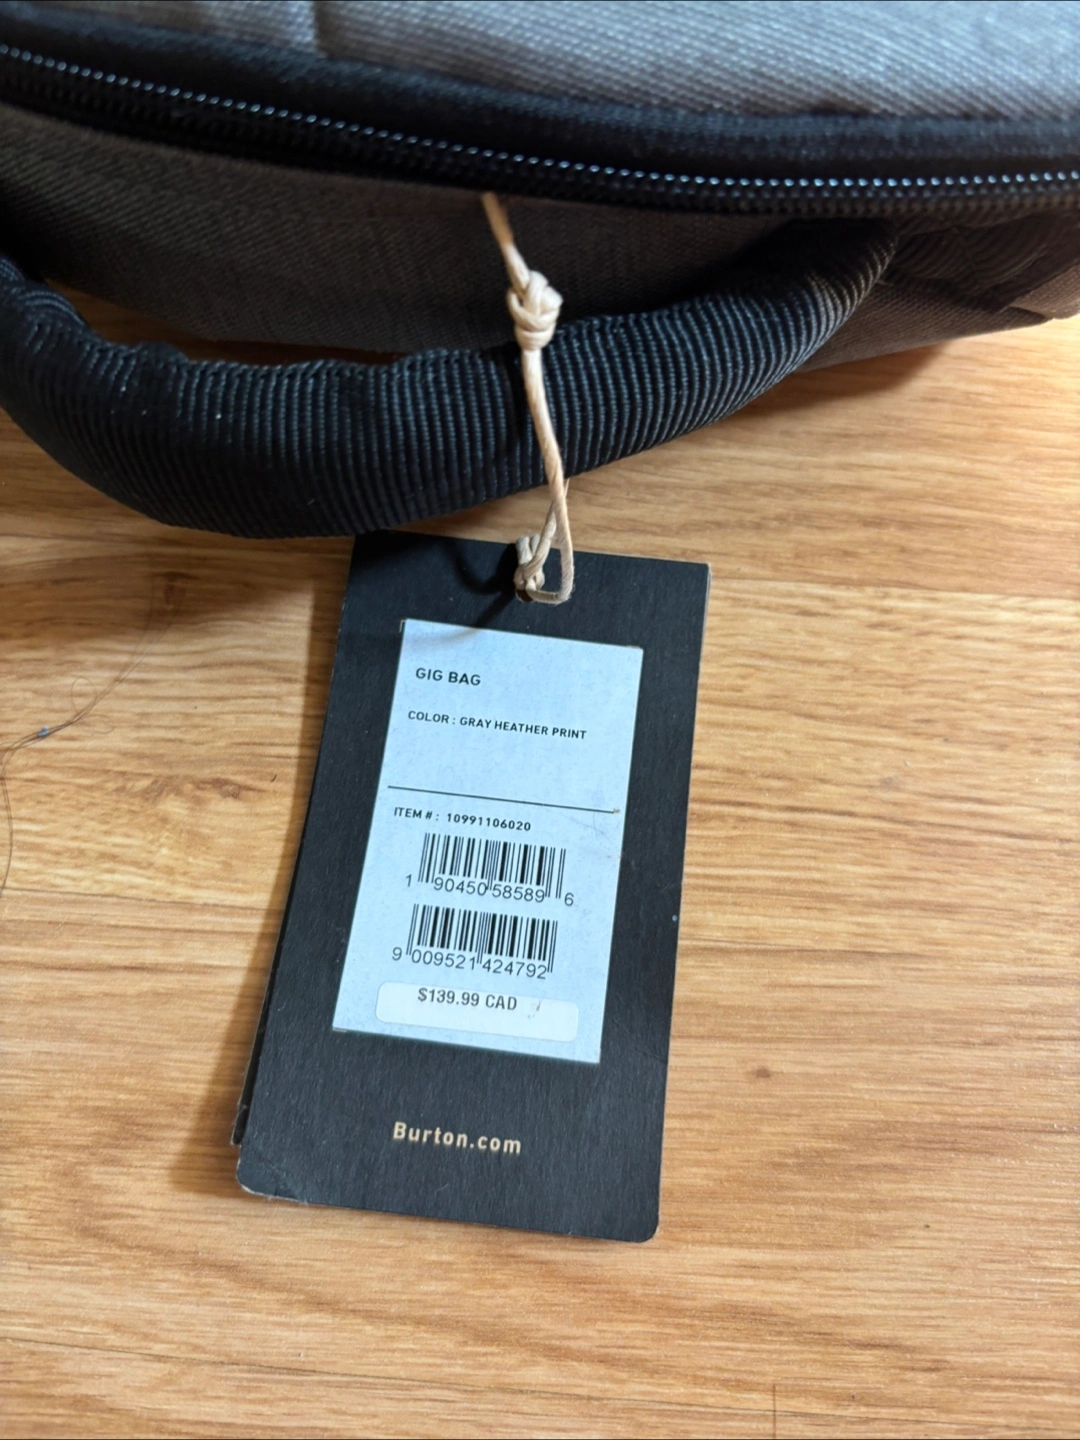 GIG BAG
COLOR : GRAY HEATHER PRINT
ITEM # : 10991106020
1 90450 58589 6
9 009521 424792
$139.99 CAD
Burton.com